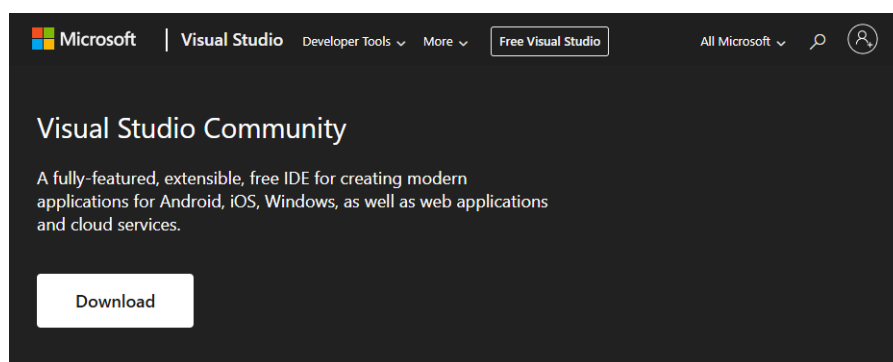 Microsoft | Visual Studio Developer Tools More Free Visual Studio All Microsoft
Visual Studio Community
A fully-featured, extensible, free IDE for creating modern
applications for Android, iOS, Windows, as well as web applications
and cloud services.
Download